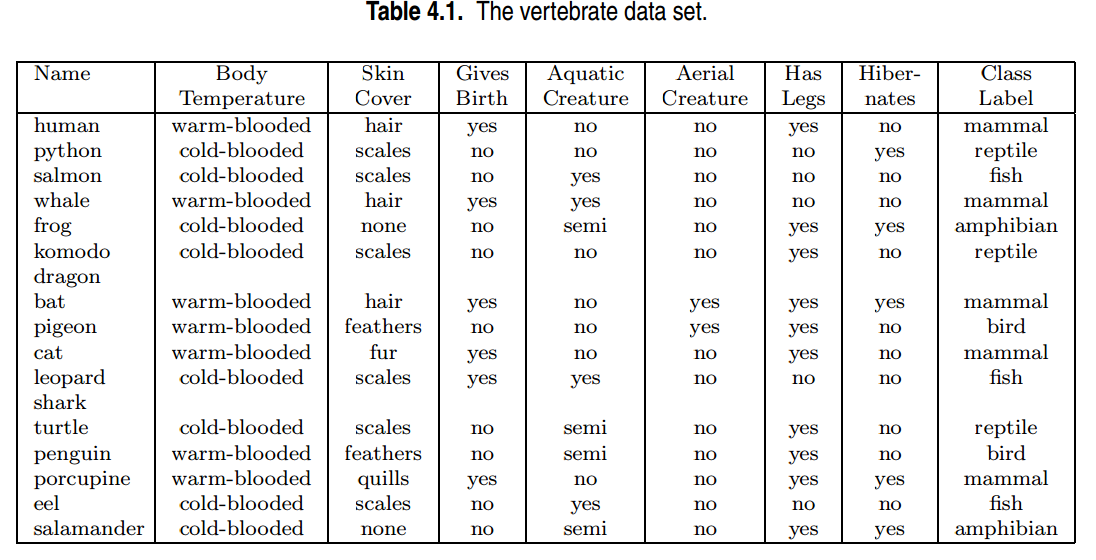 Table 4.1. The vertebrate data set.
Name Body Skin Gives Aquatic Aerial Has Hiber- Class
Temperature Cover Birth Creature Creature Legs nates Label
human warm-blooded hair yes no no yes no mammal
python cold-blooded scales no no no no yes reptile
salmon cold-blooded scales no yes no no no fish
whale warm-blooded hair yes yes no no no mammal
frog cold-blooded none no semi no yes yes amphibian
komodo cold-blooded scales no no no yes no reptile
dragon
bat warm-blooded hair yes no yes yes yes mammal
pigeon warm-blooded feathers no no yes yes no bird
cat warm-blooded fur yes no no yes no mammal
leopard cold-blooded scales yes yes no no no fish
shark
turtle cold-blooded scales no semi no yes no reptile
penguin warm-blooded feathers no semi no yes no bird
porcupine warm-blooded quills yes no no yes yes mammal
eel cold-blooded scales no yes no no no fish
salamander cold-blooded none no semi no yes yes amphibian